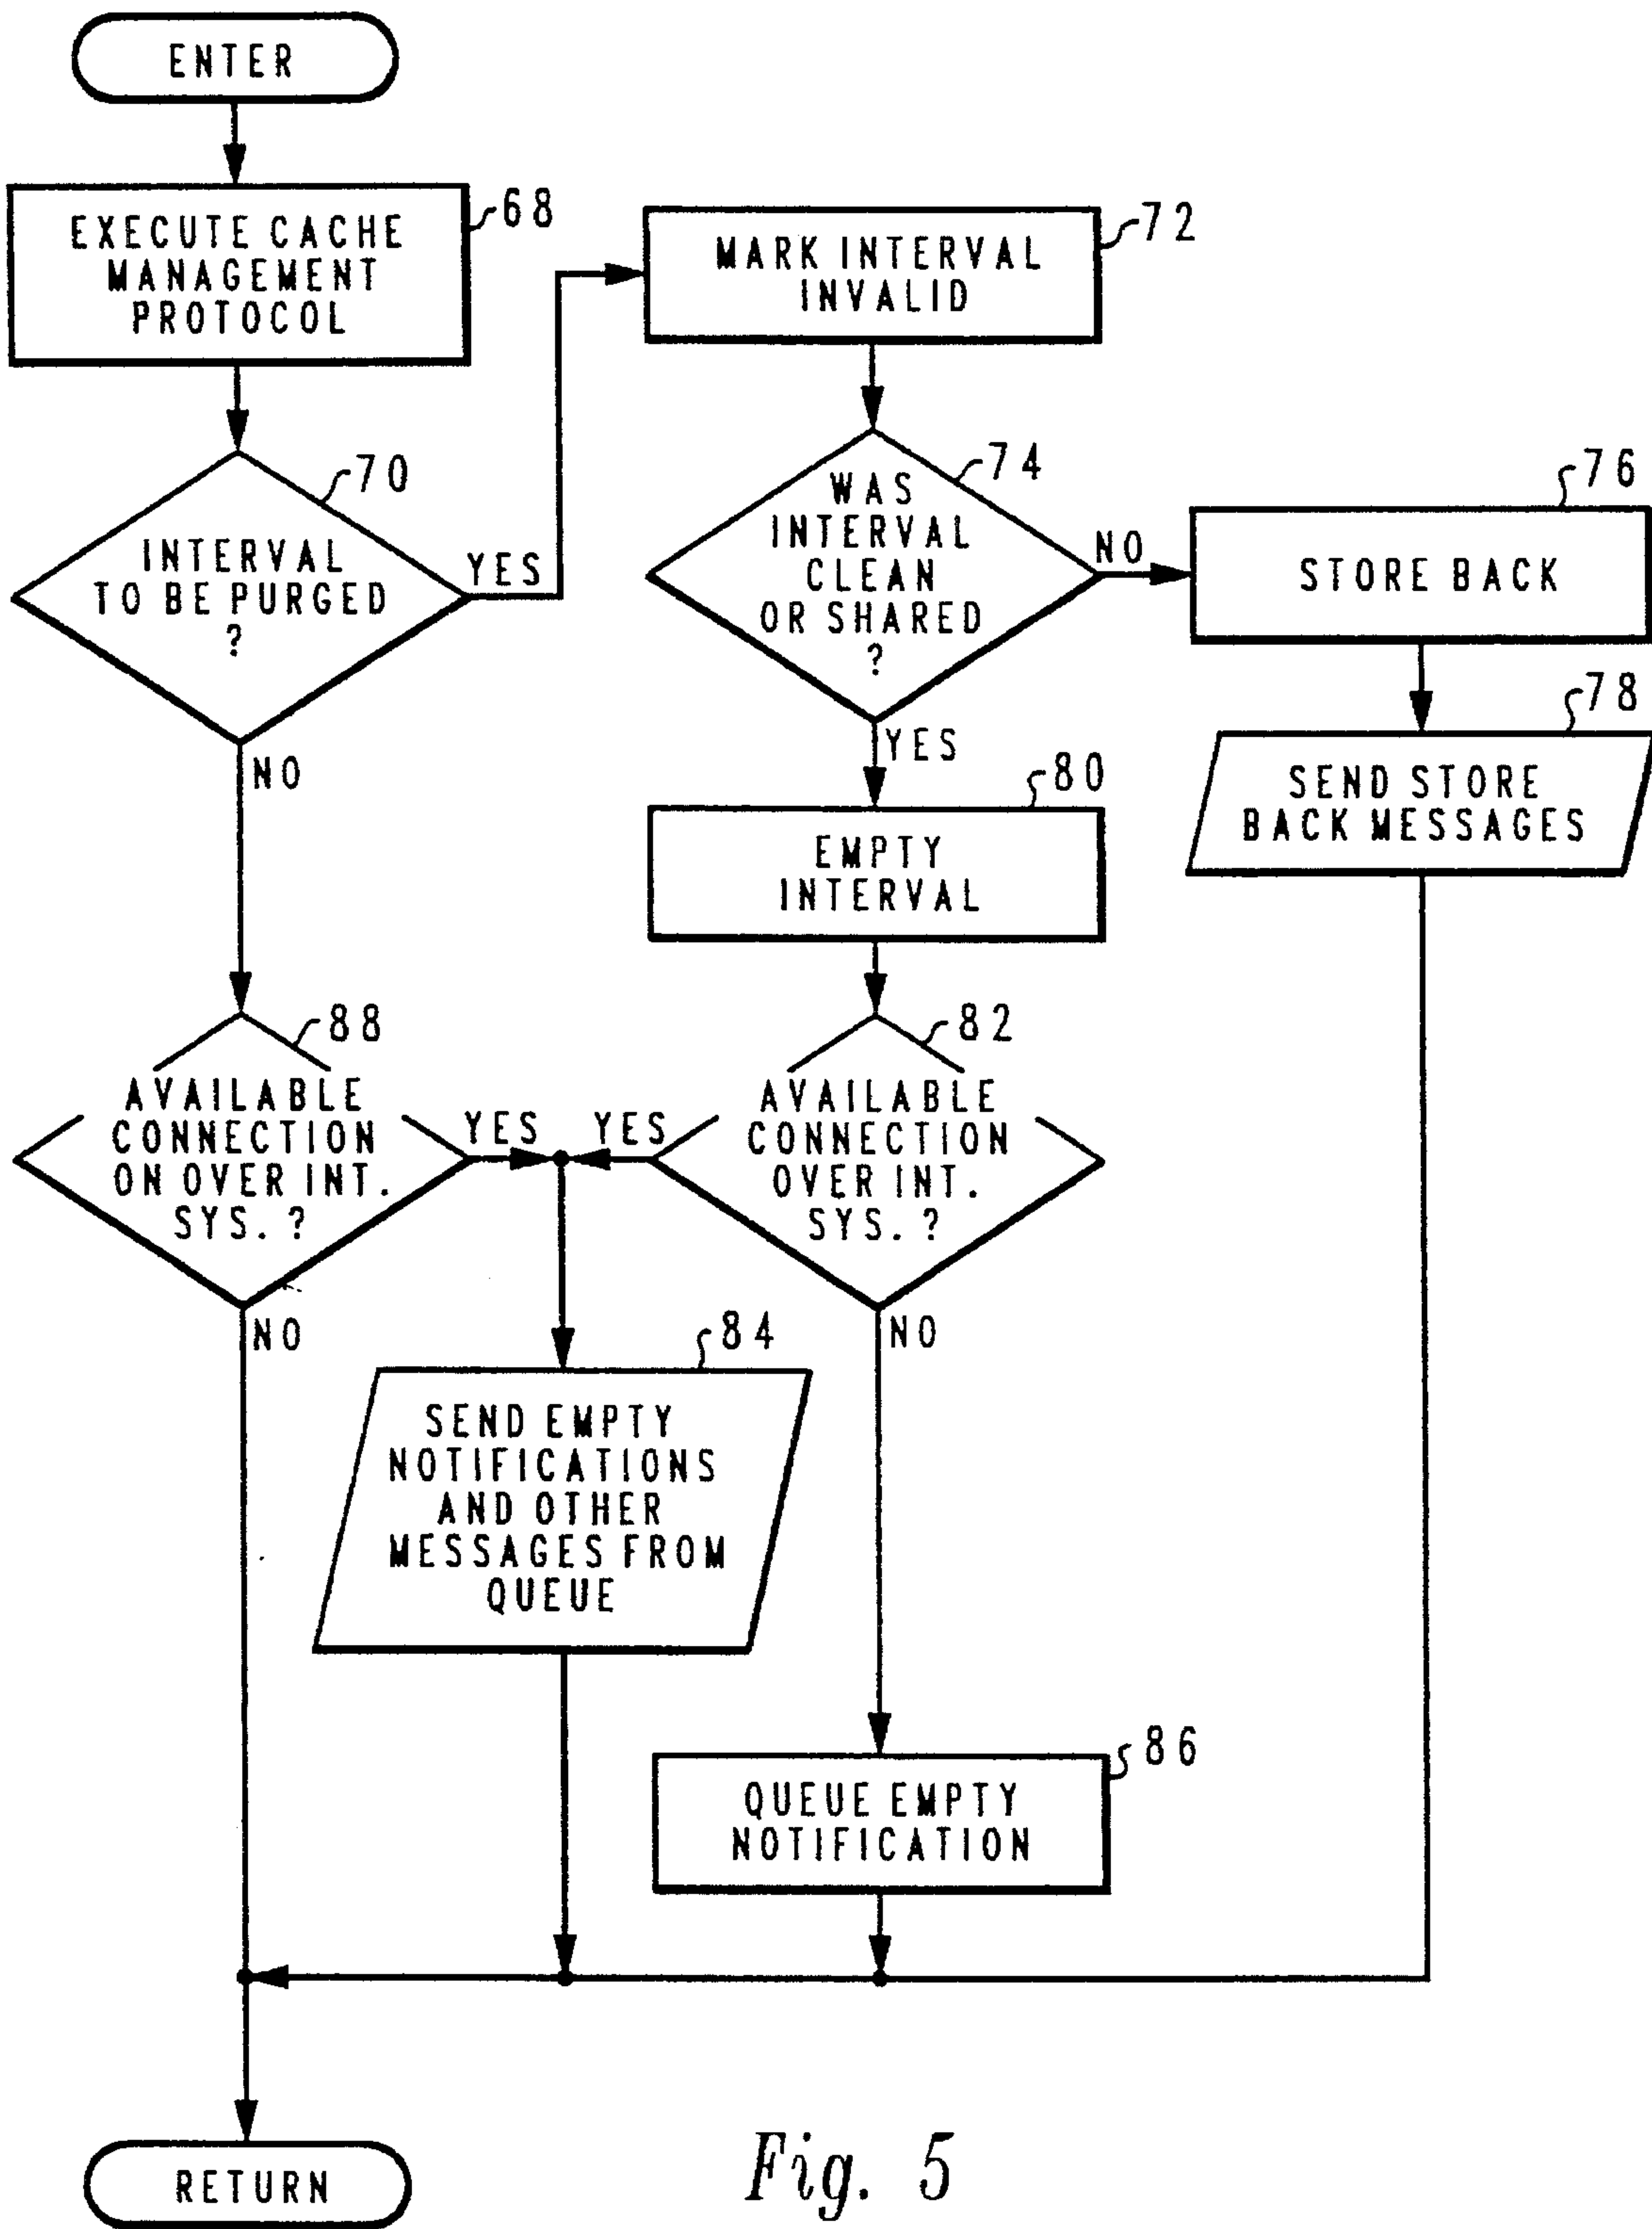 ENTER
EXECUTE CACHE
MANAGEMENT
PROTOCOL
68
INTERVAL
TO BE PURGED
?
70
YES
NO
MARK INTERVAL
INVALID
72
WAS
INTERVAL
CLEAN
OR SHARED
?
74
NO
YES
STORE BACK
76
SEND STORE
BACK MESSAGES
78
EMPTY
INTERVAL
80
AVAILABLE
CONNECTION
ON OVER INT.
SYS. ?
88
YES
NO
AVAILABLE
CONNECTION
OVER INT.
SYS. ?
82
YES
NO
SEND EMPTY
NOTIFICATIONS
AND OTHER
MESSAGES FROM
QUEUE
84
QUEUE EMPTY
NOTIFICATION
86
RETURN
Fig. 5